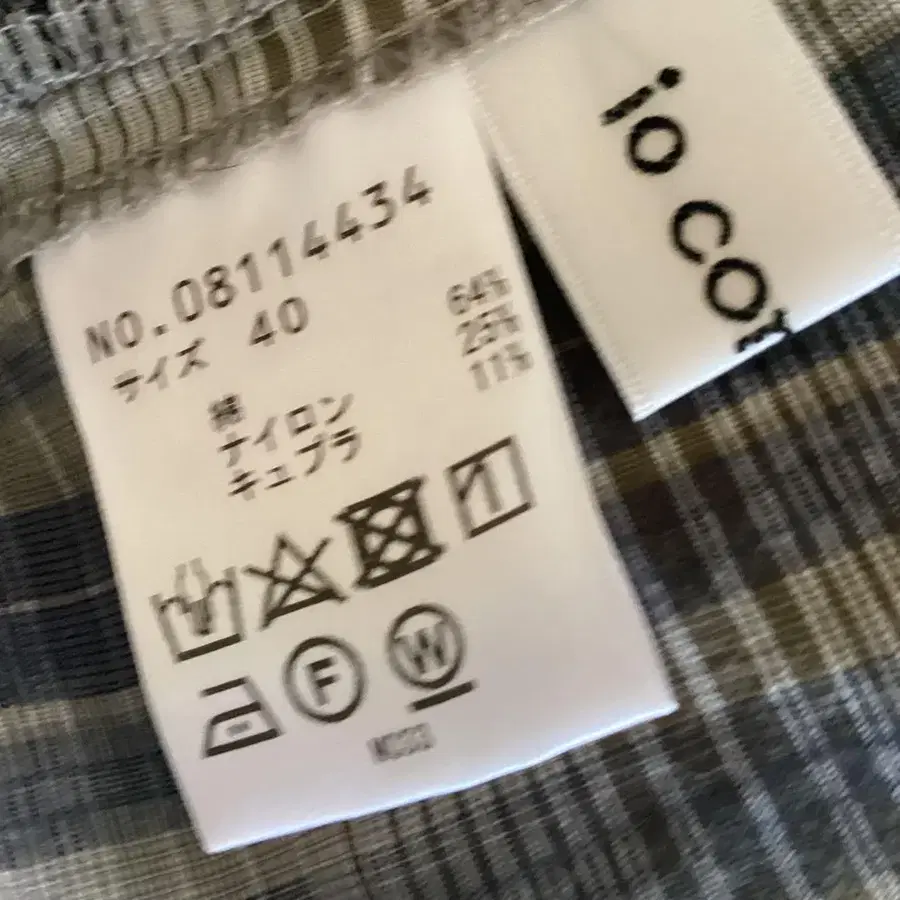 NO.08114434
サイズ 40
綿 64%
ナイロン 25%
キュプラ 11%
F W
io co